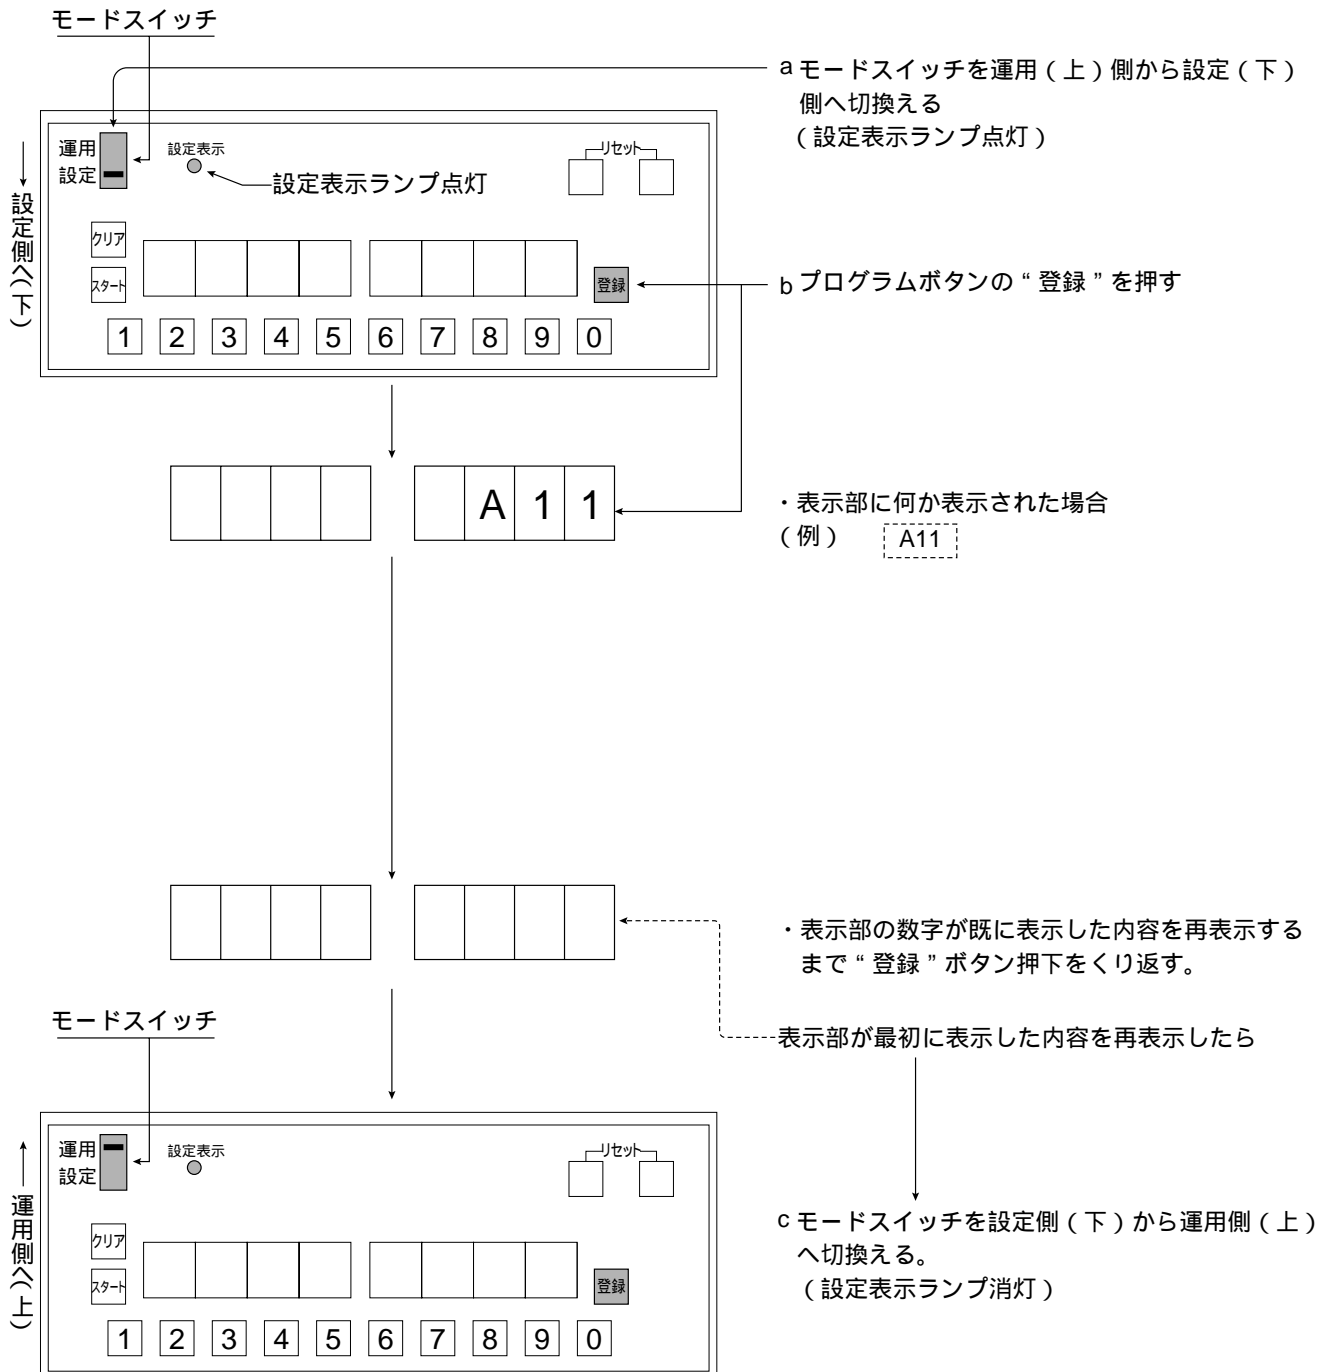 モードスイッチ
a モードスイッチを運用（上）側から設定（下）
側へ切換える
（設定表示ランプ点灯）
運用
設定
設定表示
リセット
設定表示ランプ点灯
設定側へ（下）
クリア
スタート
登録
b プログラムボタンの“登録”を押す
1 2 3 4 5 6 7 8 9 0
A 1 1
・表示部に何か表示された場合
（例） A11
・表示部の数字が既に表示した内容を再表示する
まで“登録”ボタン押下をくり返す。
表示部が最初に表示した内容を再表示したら
モードスイッチ
運用
設定
設定表示
リセット
運用側へ（上）
c モードスイッチを設定側（下）から運用側（上）
へ切換える。
（設定表示ランプ消灯）
クリア
スタート
登録
1 2 3 4 5 6 7 8 9 0